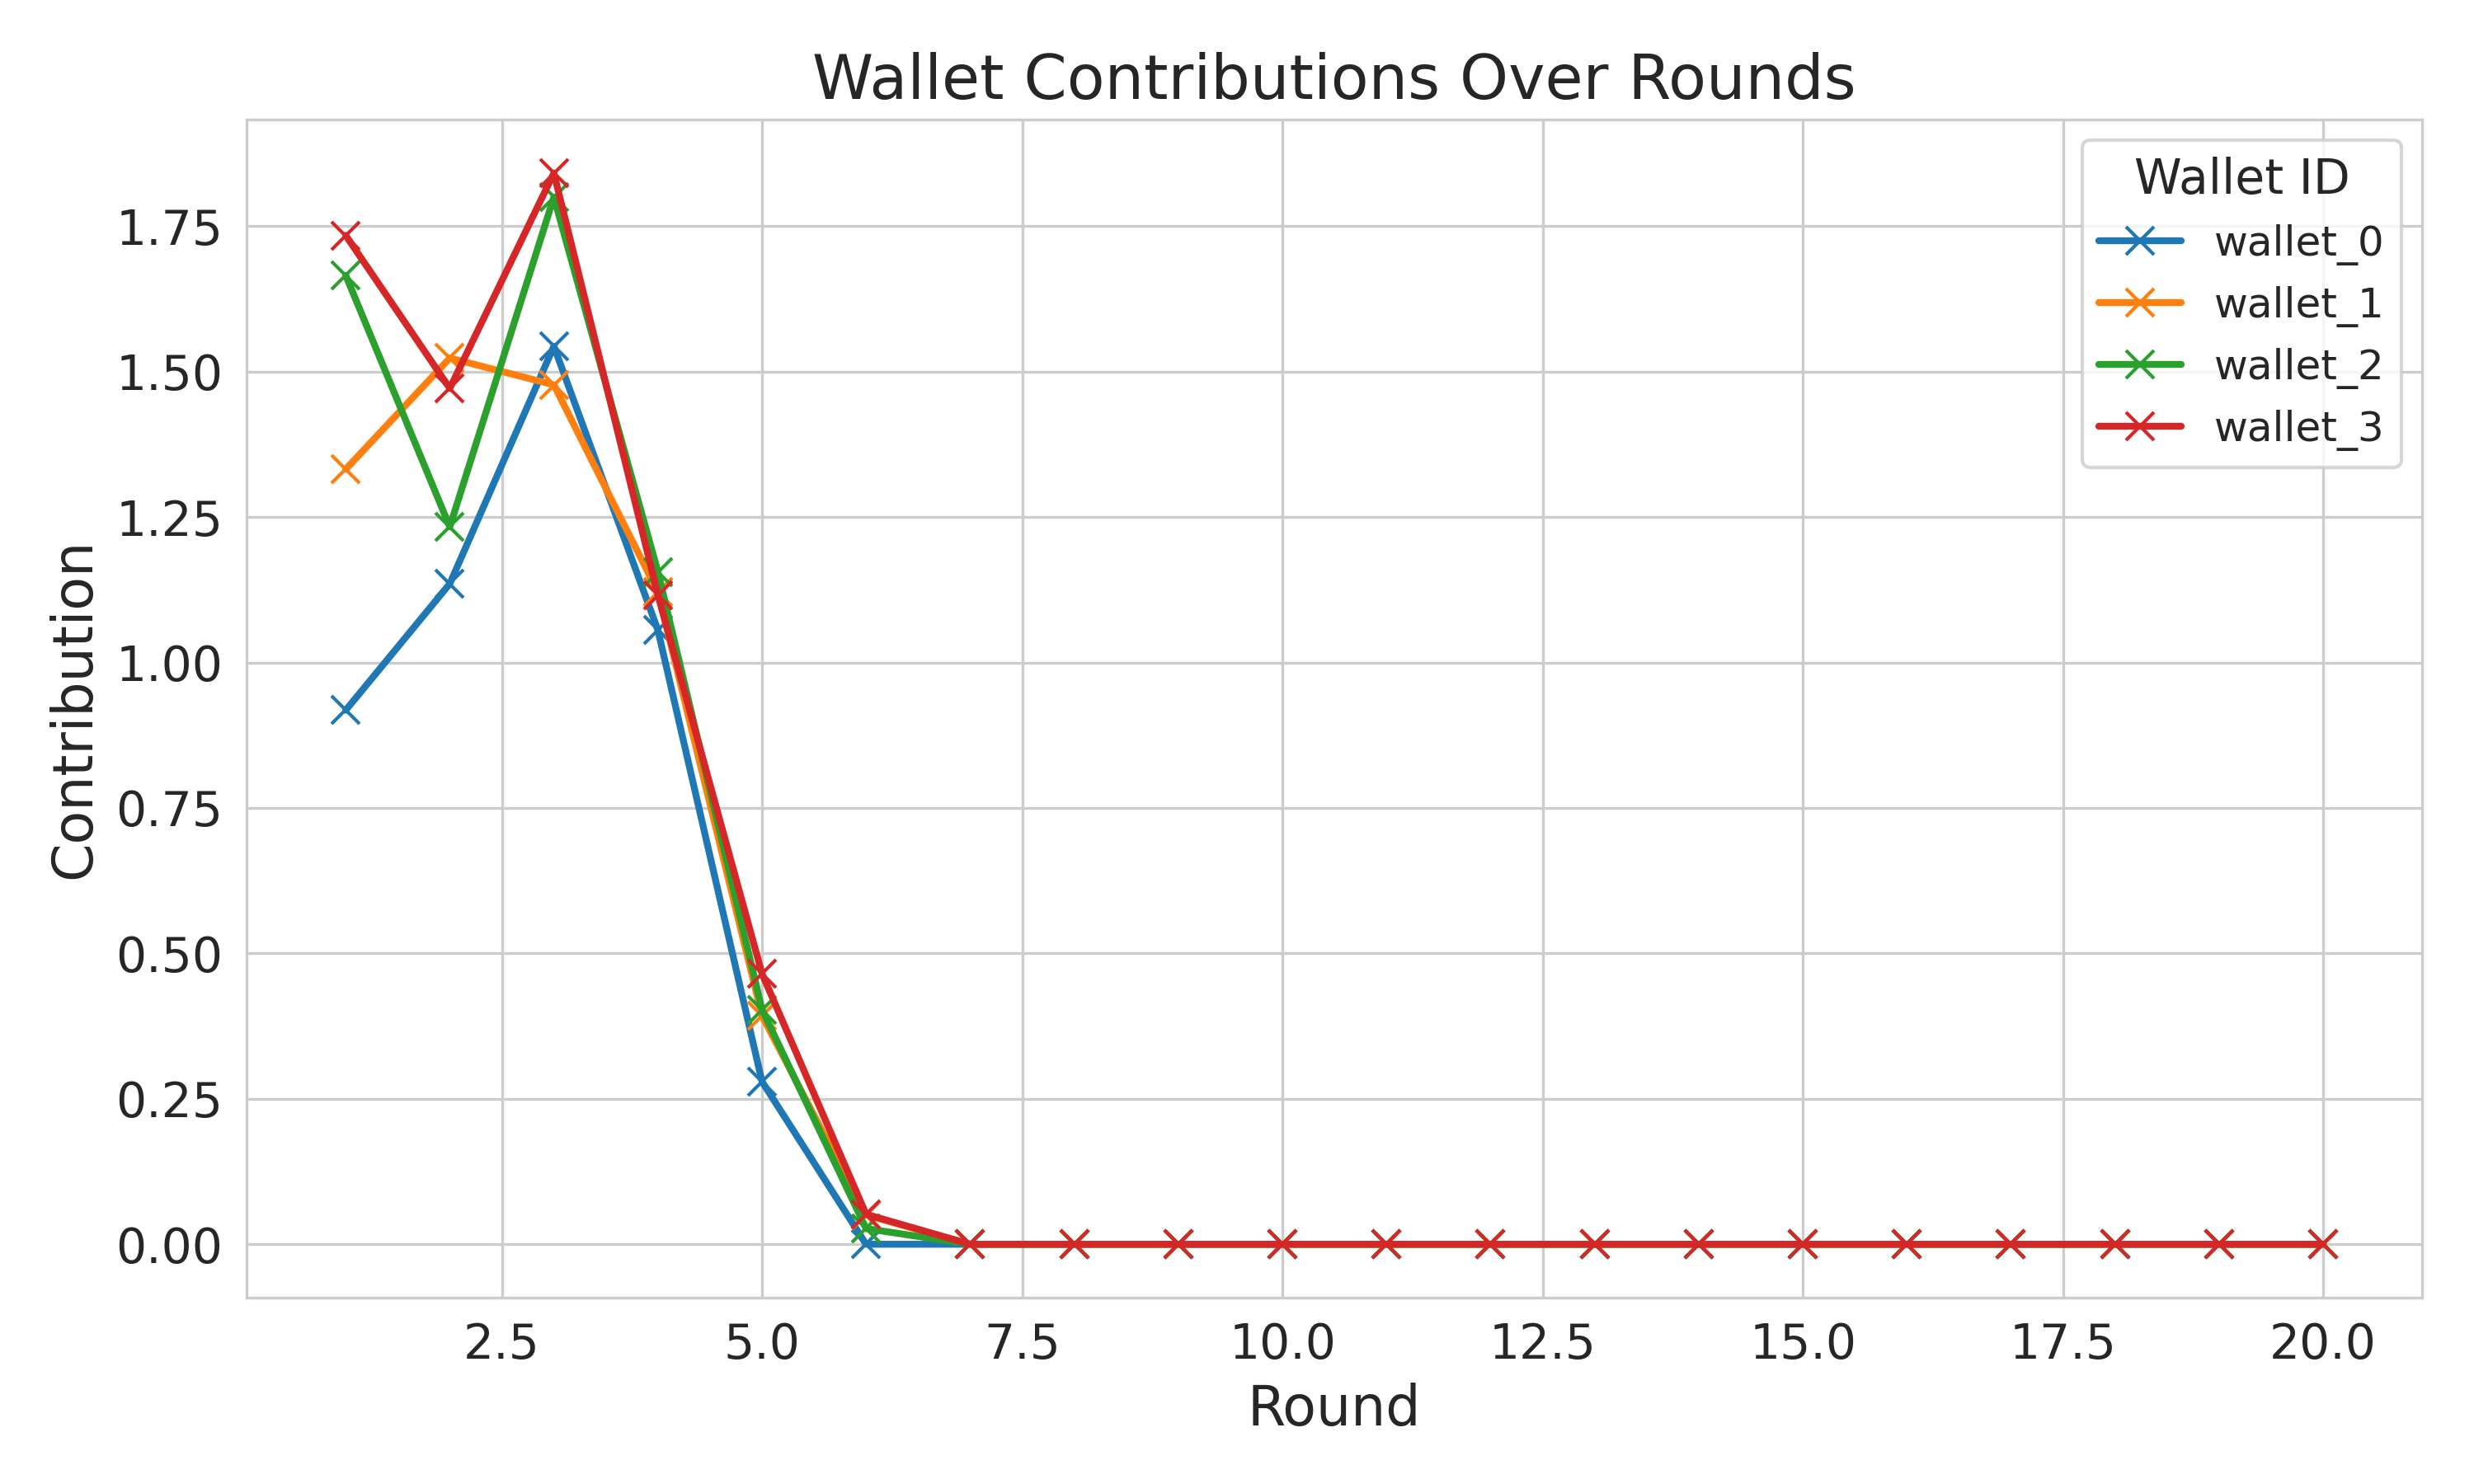 Wallet Contributions Over Rounds
Wallet ID
wallet_0
wallet_1
wallet_2
wallet_3
Contribution
1.75
1.50
1.25
1.00
0.75
0.50
0.25
0.00
2.5 5.0 7.5 10.0 12.5 15.0 17.5 20.0
Round